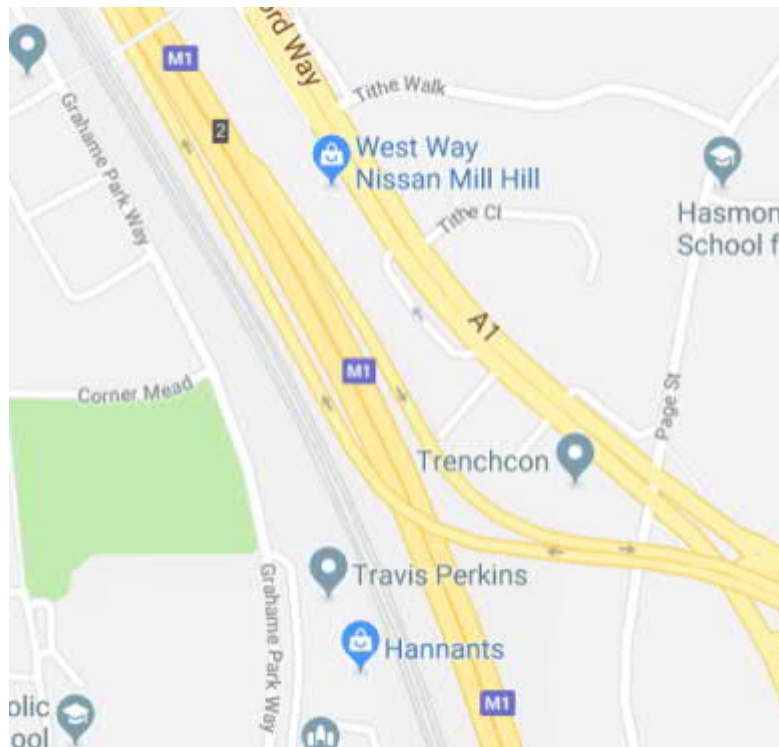 ord Way
M1
Tithe Walk
2
Grahame Park Way
West Way
Nissan Mill Hill
Hasmon
School f
Tithe Cl
A1
M1
Corner Mead
Page St
Trenchcon
Travis Perkins
Grahame Park Way
Hannants
M1
olic
ool